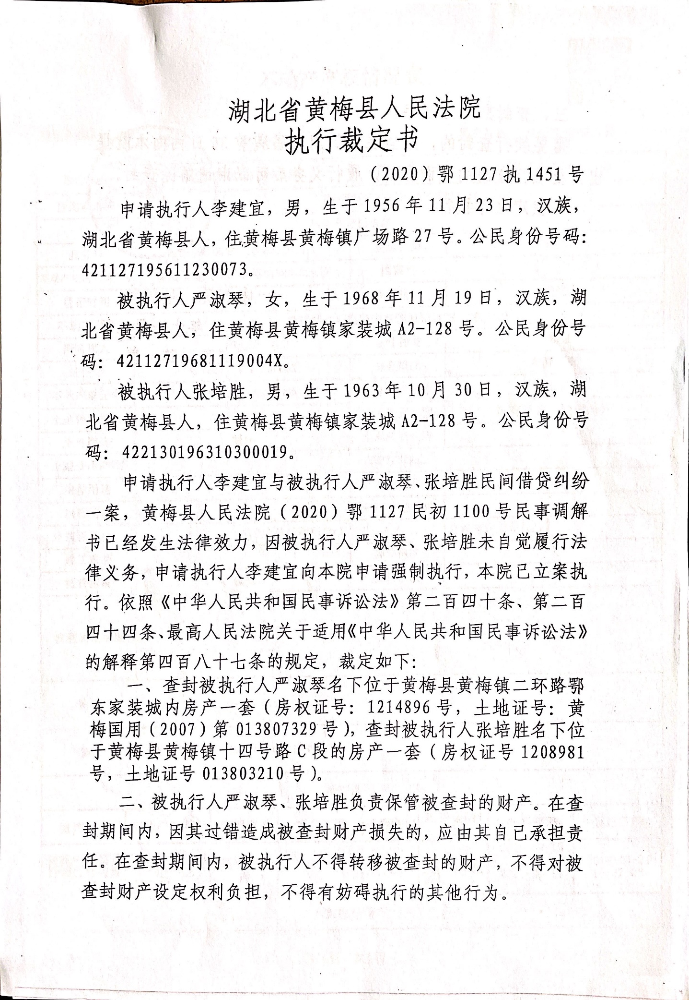 湖北省黄梅县人民法院
执行裁定书
（2020）鄂 1127 执 1451 号
申请执行人李建宜，男，生于 1956 年 11 月 23 日，汉族，
湖北省黄梅县人，住黄梅县黄梅镇广场路 27 号。公民身份号码：
421127195611230073。
被执行人严淑琴，女，生于 1968 年 11 月 19 日，汉族，湖
北省黄梅县人，住黄梅县黄梅镇家装城 A2-128 号。公民身份号
码：42112719681119004X。
被执行人张培胜，男，生于 1963 年 10 月 30 日，汉族，湖
北省黄梅县人，住黄梅县黄梅镇家装城 A2-128 号。公民身份号
码：422130196310300019。
申请执行人李建宜与被执行人严淑琴、张培胜民间借贷纠纷
一案，黄梅县人民法院（2020）鄂 1127 民初 1100 号民事调解
书已经发生法律效力，因被执行人严淑琴、张培胜未自觉履行法
律义务，申请执行人李建宜向本院申请强制执行，本院已立案执
行。依照《中华人民共和国民事诉讼法》第二百四十条、第二百
四十四条、最高人民法院关于适用《中华人民共和国民事诉讼法》
的解释第四百八十七条的规定，裁定如下：
一、查封被执行人严淑琴名下位于黄梅县黄梅镇二环路鄂
东家装城内房产一套（房权证号：1214896 号，土地证号：黄
梅国用（2007）第 013807329 号），查封被执行人张培胜名下位
于黄梅县黄梅镇十四号路 C 段的房产一套（房权证号 1208981
号，土地证号 013803210 号）。
二、被执行人严淑琴、张培胜负责保管被查封的财产。在查
封期间内，因其过错造成被查封财产损失的，应由其自己承担责
任。在查封期间内，被执行人不得转移被查封的财产，不得对被
查封财产设定权利负担，不得有妨碍执行的其他行为。